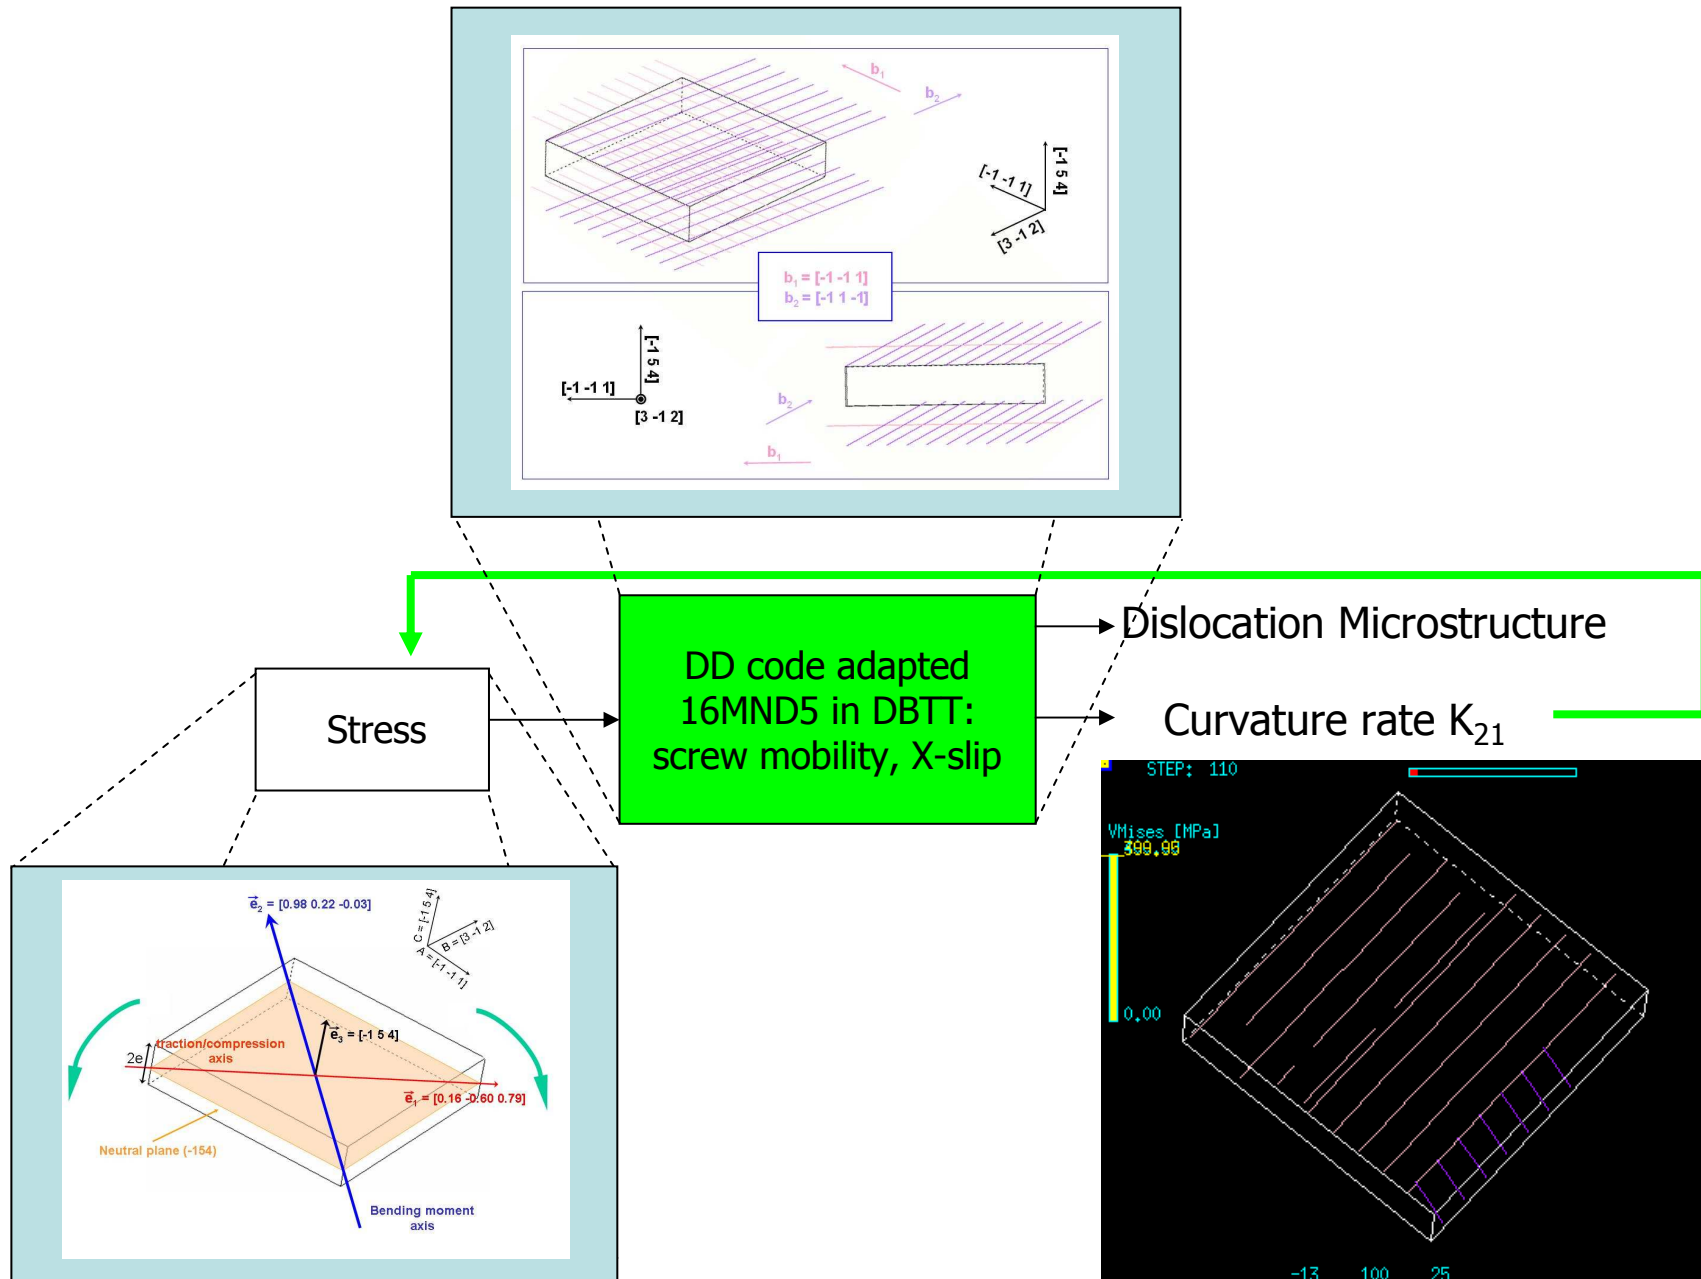 b1
b2
[-1 5 4]
[-1 -1 1]
[3 -1 2]
b1 = [-1 -1 1]
b2 = [-1 1 -1]
[-1 5 4]
[-1 -1 1]
[3 -1 2]
b2
b1
Stress
DD code adapted
16MND5 in DBTT:
screw mobility, X-slip
Dislocation Microstructure
Curvature rate K21
STEP: 110
VMises [MPa]
0.00
-13 100 25
e2 = [0.98 0.22 -0.03]
C = [-1 5 4]
B = [3 -1 2]
A = [-1 -1 1]
e3 = [-1 5 4]
traction/compression
axis
2e
e1 = [0.16 -0.60 0.79]
Neutral plane (-154)
Bending moment
axis